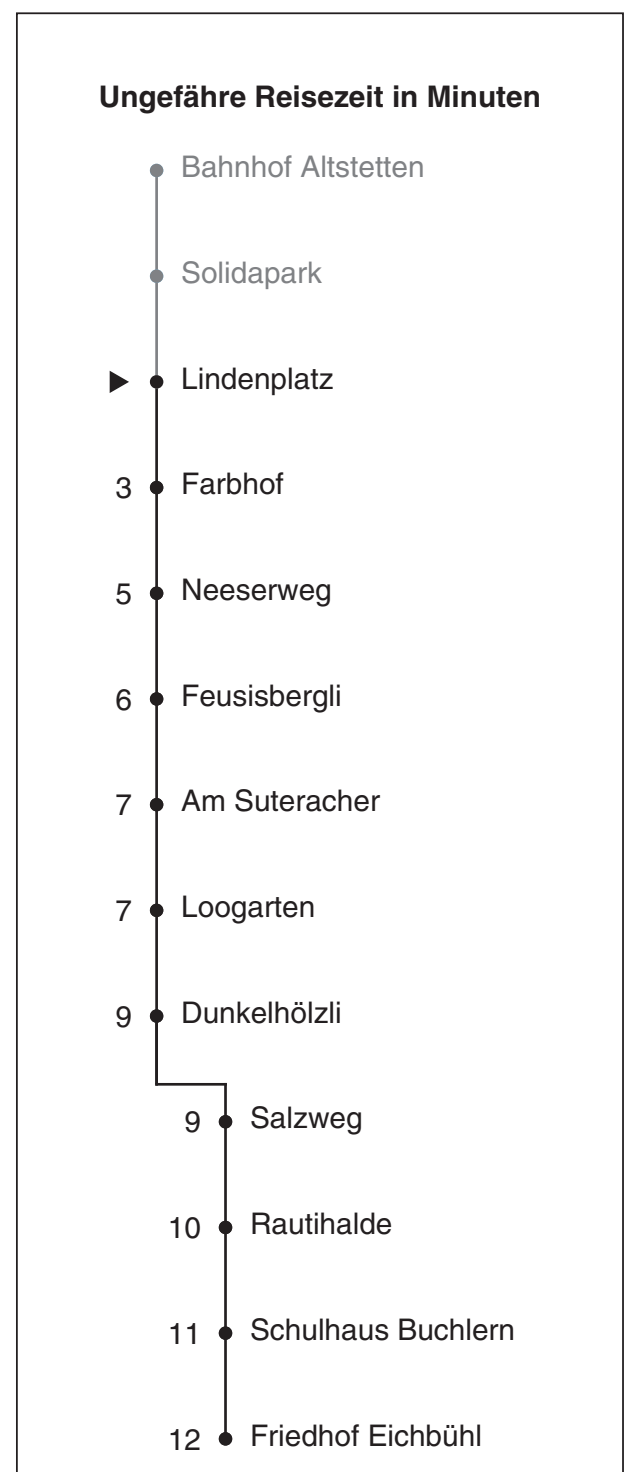 Ungefähre Reisezeit in Minuten
Bahnhof Altstetten
Solidapark
Lindenplatz
3 Farbhof
5 Neeserweg
6 Feusisbergli
7 Am Suteracher
7 Loogarten
9 Dunkelhölzli
9 Salzweg
10 Rautihalde
11 Schulhaus Buchlern
12 Friedhof Eichbühl